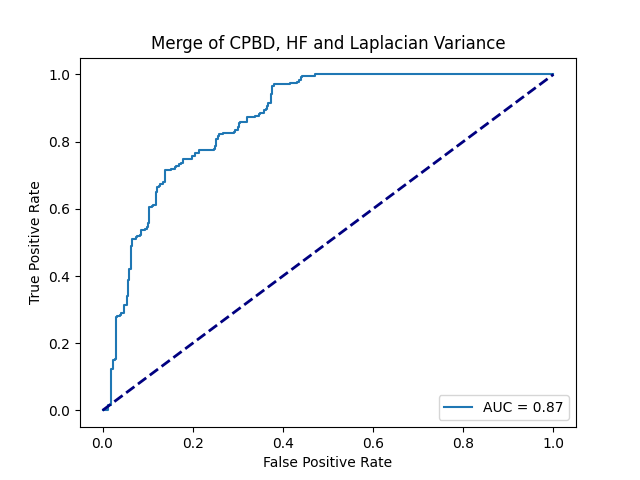 Merge of CPBD, HF and Laplacian Variance
True Positive Rate
1.0
0.8
0.6
0.4
0.2
0.0
AUC = 0.87
0.0 0.2 0.4 0.6 0.8 1.0
False Positive Rate